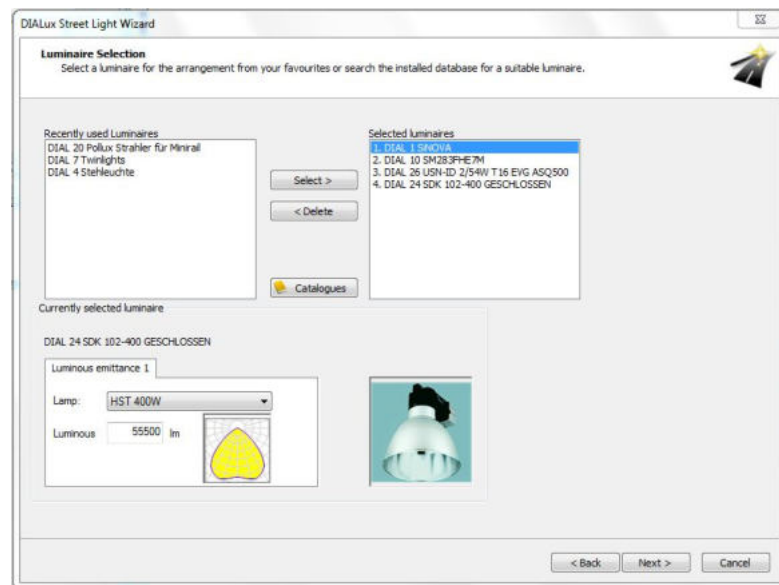 DIALux Street Light Wizard
Luminaire Selection
Select a luminaire for the arrangement from your favourites or search the installed database for a suitable luminaire.
Recently used Luminaires
DIAL 20 Pollux Strahler für Minirail
DIAL 7 Twinlights
DIAL 4 Stehleuchte
Select >
< Delete
Catalogues
Selected luminaires
1. DIAL 1 SINOVA
2. DIAL 10 SM283FHE7M
3. DIAL 26 USN-ID 2/54W T16 EVG ASQ500
4. DIAL 24 SDK 102-400 GESCHLOSSEN
Currently selected luminaire
DIAL 24 SDK 102-400 GESCHLOSSEN
Luminous emittance 1
Lamp: HST 400W
Luminous 55500 lm
< Back Next > Cancel